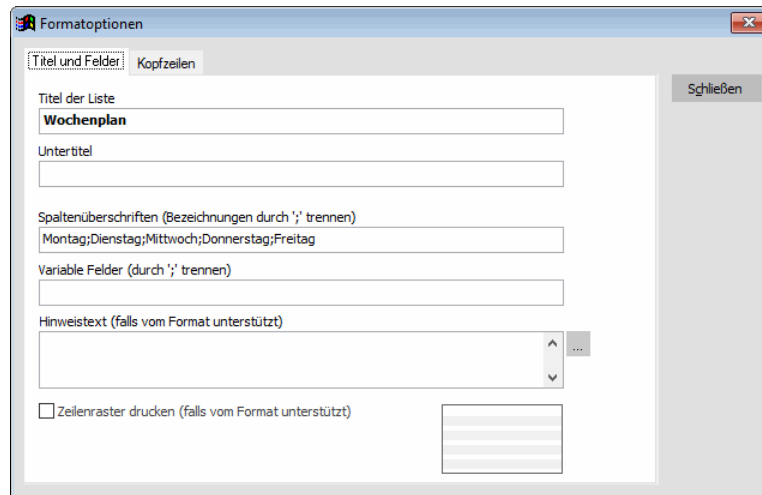 Formatoptionen
Titel und Felder
Kopfzeilen
Schließen
Titel der Liste
Wochenplan
Untertitel
Spaltenüberschriften (Bezeichnungen durch ';' trennen)
Montag;Dienstag;Mittwoch;Donnerstag;Freitag
Variable Felder (durch ';' trennen)
Hinweistext (falls vom Format unterstützt)
...
Zeilenraster drucken (falls vom Format unterstützt)